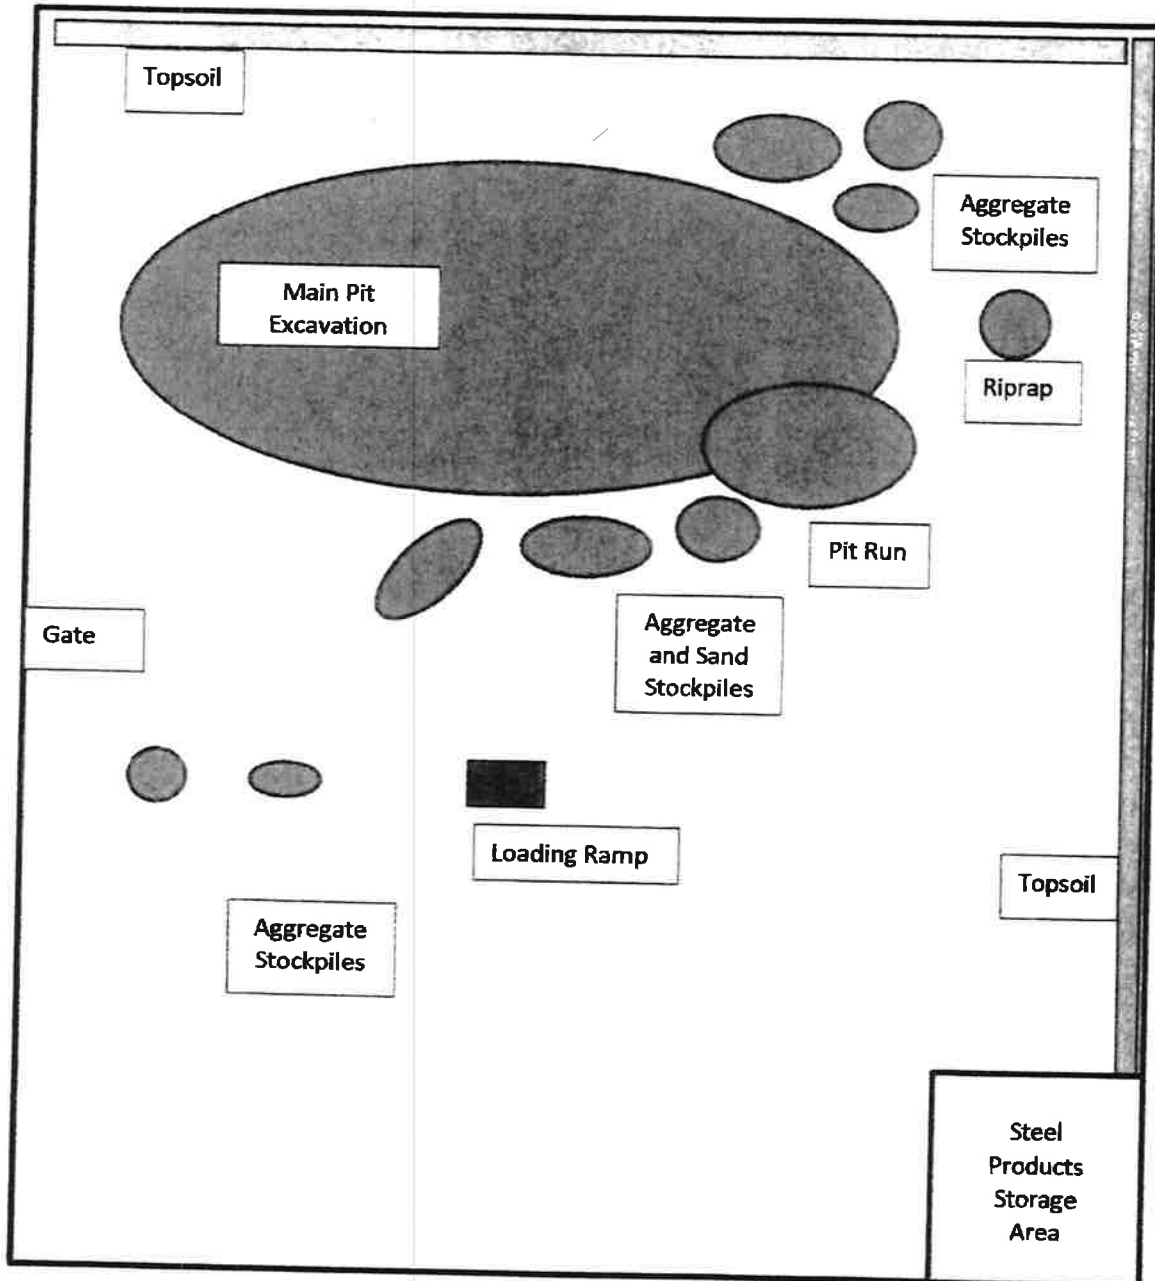 Topsoil
Aggregate
Stockpiles
Main Pit
Excavation
Riprap
Pit Run
Aggregate
and Sand
Stockpiles
Gate
Loading Ramp
Topsoil
Aggregate
Stockpiles
Steel
Products
Storage
Area